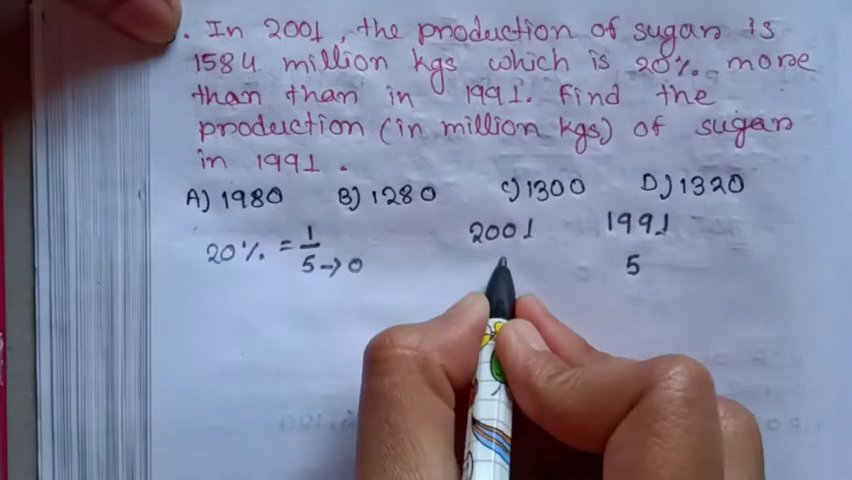 . In 2001, the production of sugar is
1584 million kgs which is 20% more
than than in 1991. Find the
production (in million kgs) of sugar
in 1991.
A) 1980 B) 1280 C) 1300 D) 1320
20% = 1/5 → 0
2001 1991
5